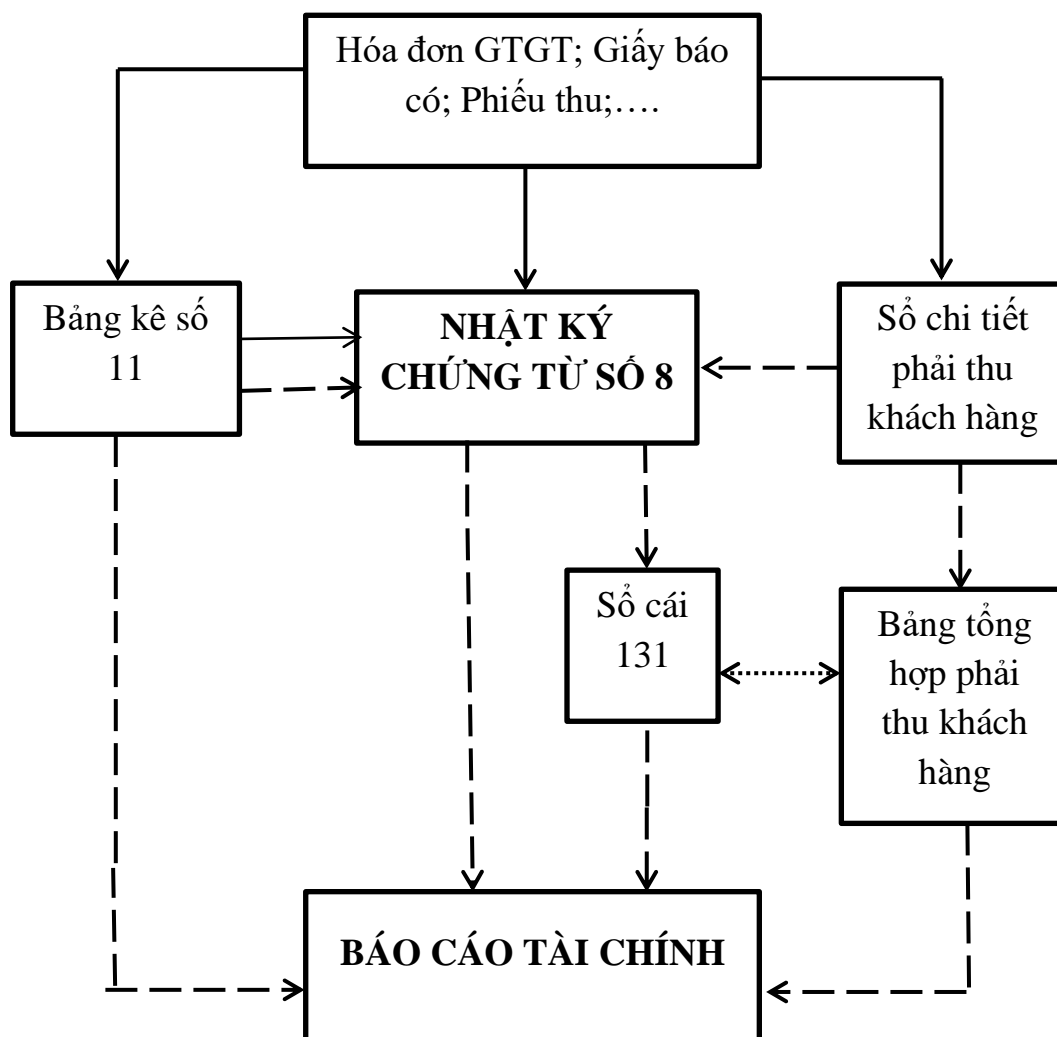 Hóa đơn GTGT; Giấy báo
có; Phiếu thu;….
Bảng kê số
11
NHẬT KÝ
CHỨNG TỪ SỐ 8
Sổ chi tiết
phải thu
khách hàng
Sổ cái
131
Bảng tổng
hợp phải
thu khách
hàng
BÁO CÁO TÀI CHÍNH